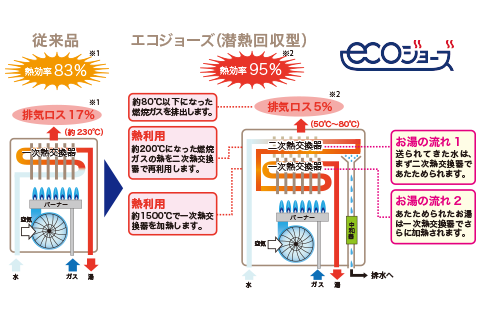 従来品
エコジョーズ(潜熱回収型)
※1
熱効率83%
※2
熱効率95%
ecoジョーズ
※1
排気ロス17%
(約230℃)
一次熱交換器
バーナー
空気
水
ガス
湯
約80℃以下になった
燃焼ガスを排出します。
熱利用
約200℃になった燃焼
ガスの熱を二次熱交換
器で再利用します。
熱利用
約1500℃で一次熱交
換器を加熱します。
※2
排気ロス5%
(50℃〜80℃)
二次熱交換器
一次熱交換器
バーナー
空気
中和器
水
ガス
湯
排水へ
お湯の流れ 1
送られてきた水は、
まず二次熱交換器で
あたためられます。
お湯の流れ 2
あたためられたお湯
は一次熱交換器でさ
らに加熱されます。